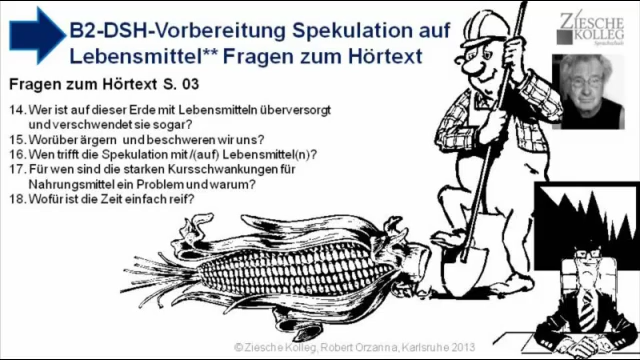 B2-DSH-Vorbereitung Spekulation auf
Lebensmittel** Fragen zum Hörtext
ZIESCHE
KOLLEG
Sprachschule
Fragen zum Hörtext S. 03
14. Wer ist auf dieser Erde mit Lebensmitteln überversorgt
und verschwendet sie sogar?
15. Worüber ärgern und beschweren wir uns?
16. Wen trifft die Spekulation mit/(auf) Lebensmittel(n)?
17. Für wen sind die starken Kursschwankungen für
Nahrungsmittel ein Problem und warum?
18. Wofür ist die Zeit einfach reif?
©Ziesche Kolleg, Robert Orzanna, Karlsruhe 2013